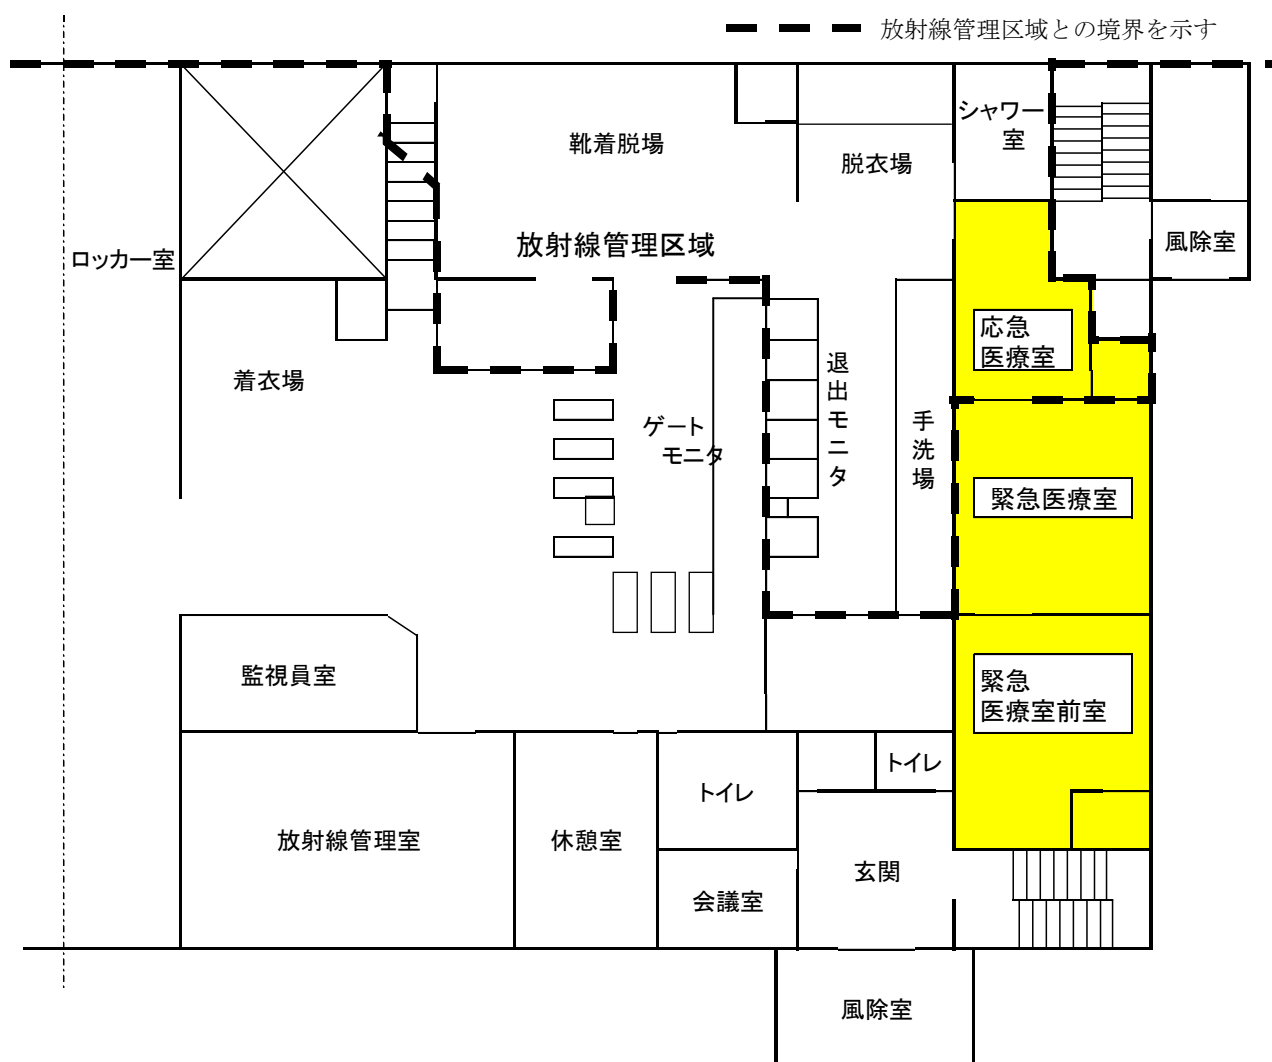 放射線管理区域との境界を示す
シャワー
室
靴着脱場
脱衣場
ロッカー室
放射線管理区域
風除室
応急
医療室
着衣場
退出モニタ
ゲート
モニタ
手洗場
緊急医療室
監視員室
緊急
医療室前室
トイレ
トイレ
放射線管理室
休憩室
玄関
会議室
風除室